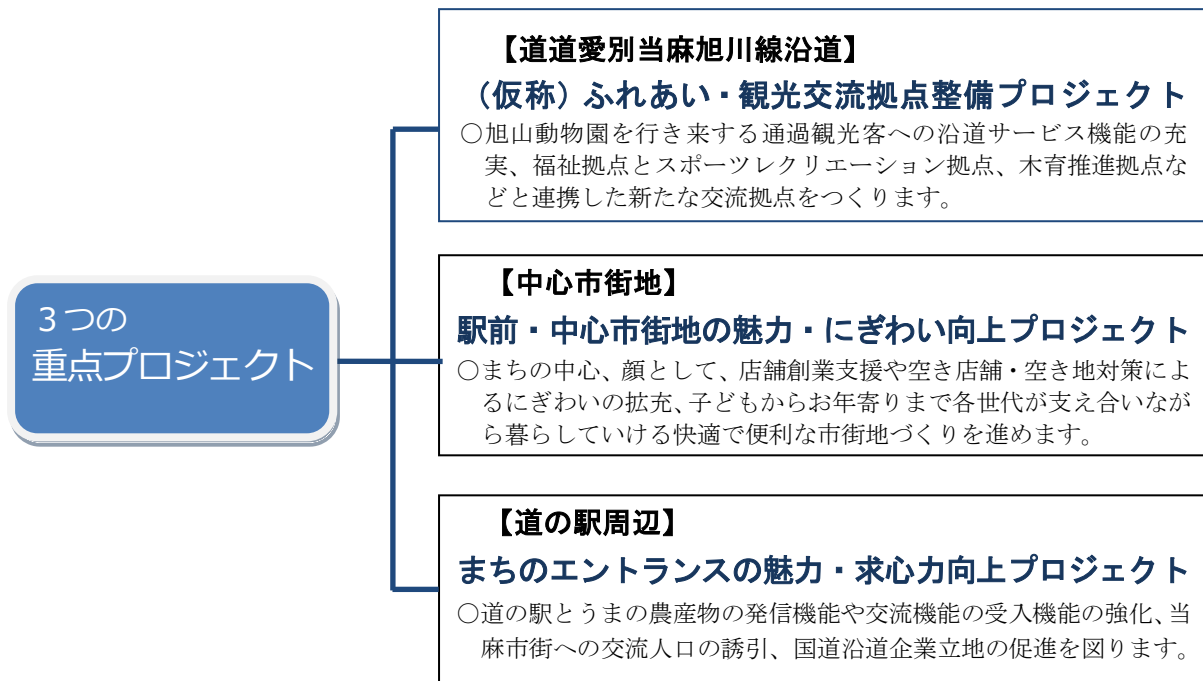 3つの
重点プロジェクト
【道道愛別当麻旭川線沿道】
(仮称)ふれあい・観光交流拠点整備プロジェクト
○旭山動物園を行き来する通過観光客への沿道サービス機能の充
実、福祉拠点とスポーツレクリエーション拠点、木育推進拠点な
どと連携した新たな交流拠点をつくります。
【中心市街地】
駅前・中心市街地の魅力・にぎわい向上プロジェクト
○まちの中心、顔として、店舗創業支援や空き店舗・空き地対策によ
るにぎわいの拡充、子どもからお年寄りまで各世代が支え合いなが
ら暮らしていける快適で便利な市街地づくりを進めます。
【道の駅周辺】
まちのエントランスの魅力・求心力向上プロジェクト
○道の駅とうまの農産物の発信機能や交流機能の受入機能の強化、当
麻市街への交流人口の誘引、国道沿道企業立地の促進を図ります。